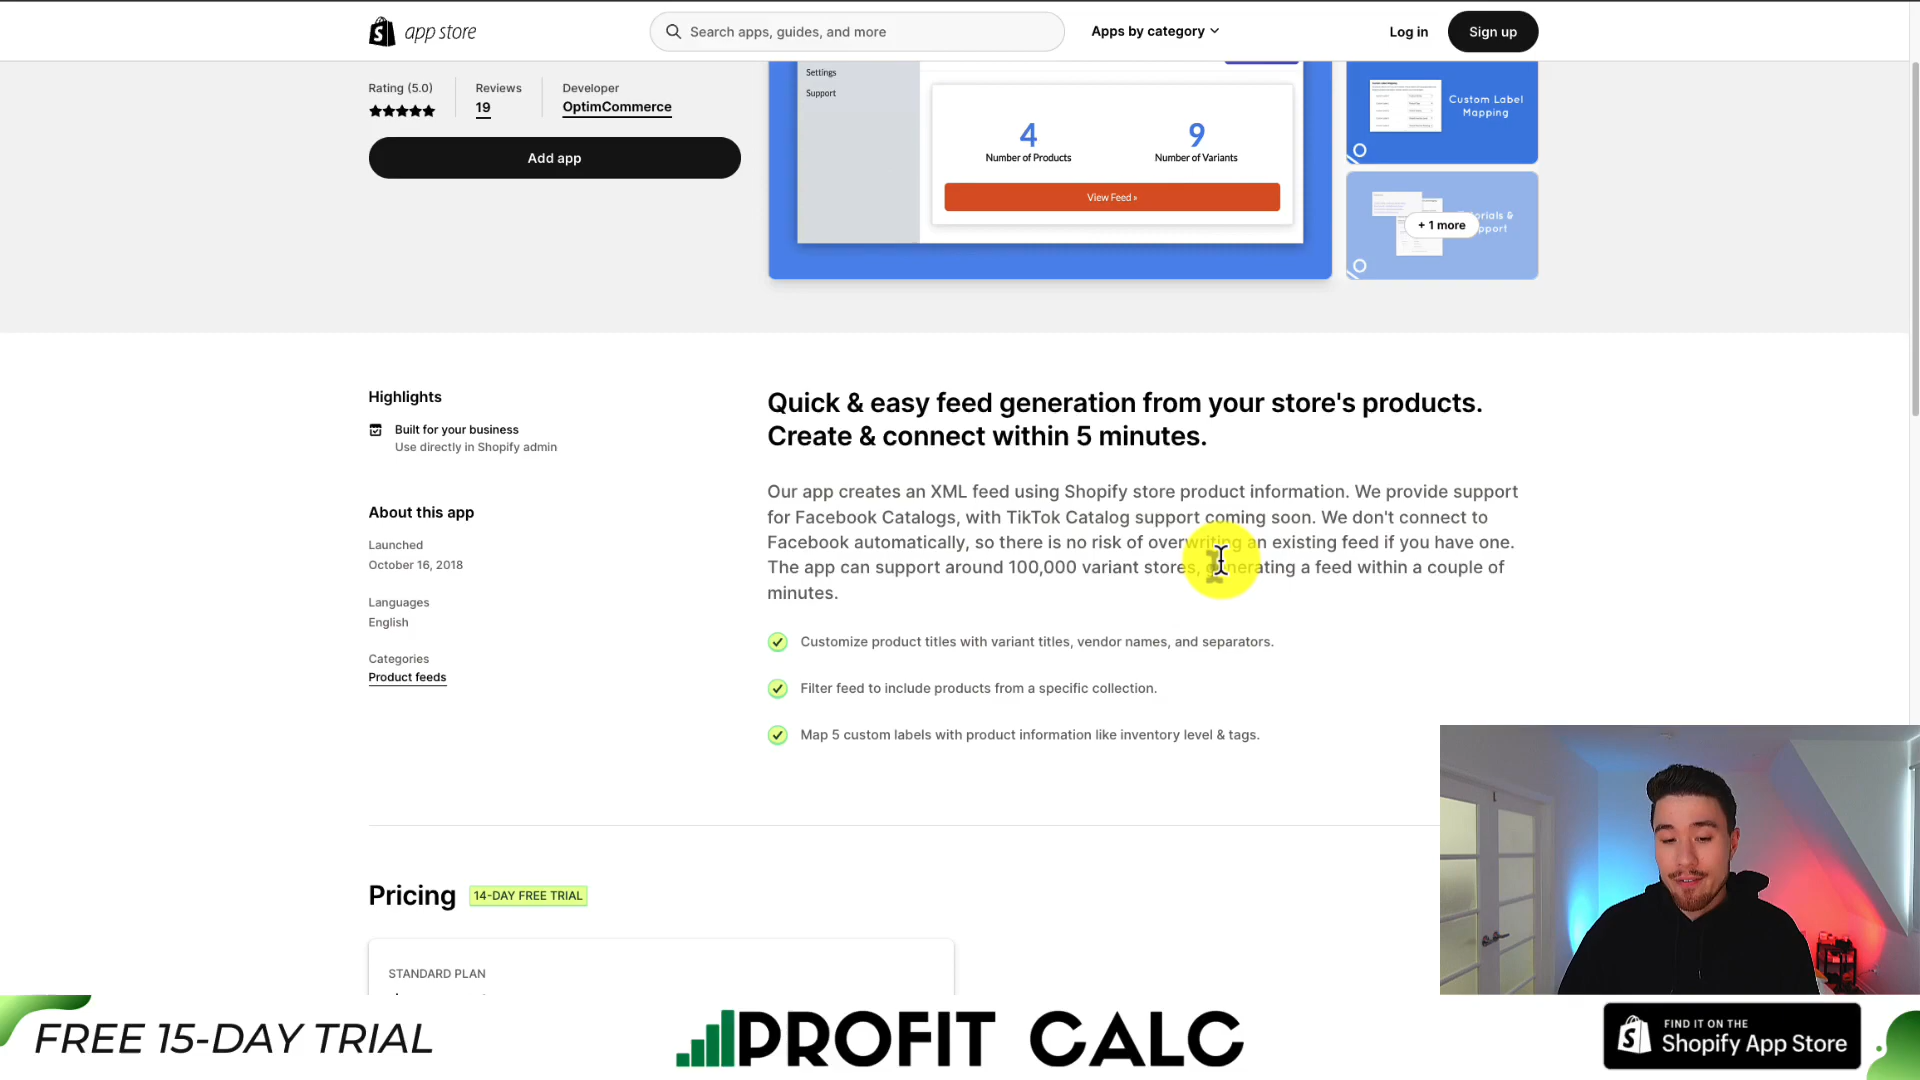 app store
Search apps, guides, and more
Apps by category
Log in
Sign up
Rating (5.0)
Reviews
19
Developer
OptimCommerce
Add app
Settings
Support
4
Number of Products
9
Number of Variants
View Feed »
Custom Label
Mapping
+ 1 more
Highlights
Built for your business
Use directly in Shopify admin
About this app
Launched
October 16, 2018
Languages
English
Categories
Product feeds
Quick & easy feed generation from your store's products.
Create & connect within 5 minutes.
Our app creates an XML feed using Shopify store product information. We provide support
for Facebook Catalogs, with TikTok Catalog support coming soon. We don't connect to
Facebook automatically, so there is no risk of overwriting an existing feed if you have one.
The app can support around 100,000 variant stores, generating a feed within a couple of
minutes.
Customize product titles with variant titles, vendor names, and separators.
Filter feed to include products from a specific collection.
Map 5 custom labels with product information like inventory level & tags.
Pricing
14-DAY FREE TRIAL
STANDARD PLAN
FREE 15-DAY TRIAL
PROFIT CALC
FIND IT ON THE
Shopify App Store